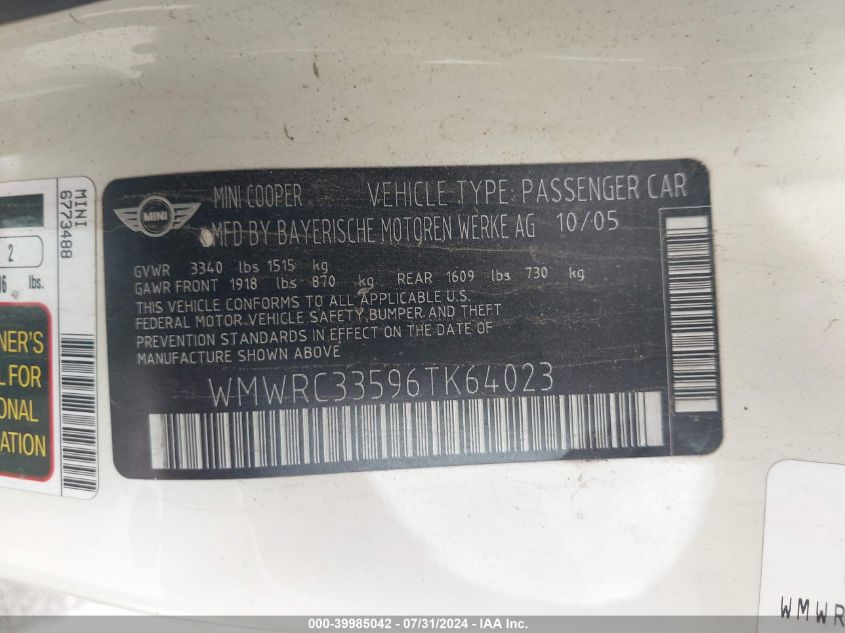 MINI
6773488
2
lbs.
NER'S
FOR
ONAL
ATION
MINI
MINI COOPER VEHICLE TYPE: PASSENGER CAR
MFD BY BAYERISCHE MOTOREN WERKE AG 10/05
GVWR 3340 lbs 1515 kg
GAWR FRONT 1918 lbs 870 kg REAR 1609 lbs 730 kg
THIS VEHICLE CONFORMS TO ALL APPLICABLE U.S.
FEDERAL MOTOR VEHICLE SAFETY, BUMPER, AND THEFT
PREVENTION STANDARDS IN EFFECT ON THE DATE OF
MANUFACTURE SHOWN ABOVE
WMWRC33596TK64023
WMWR
000-39985042 - 07/31/2024 - IAA Inc.